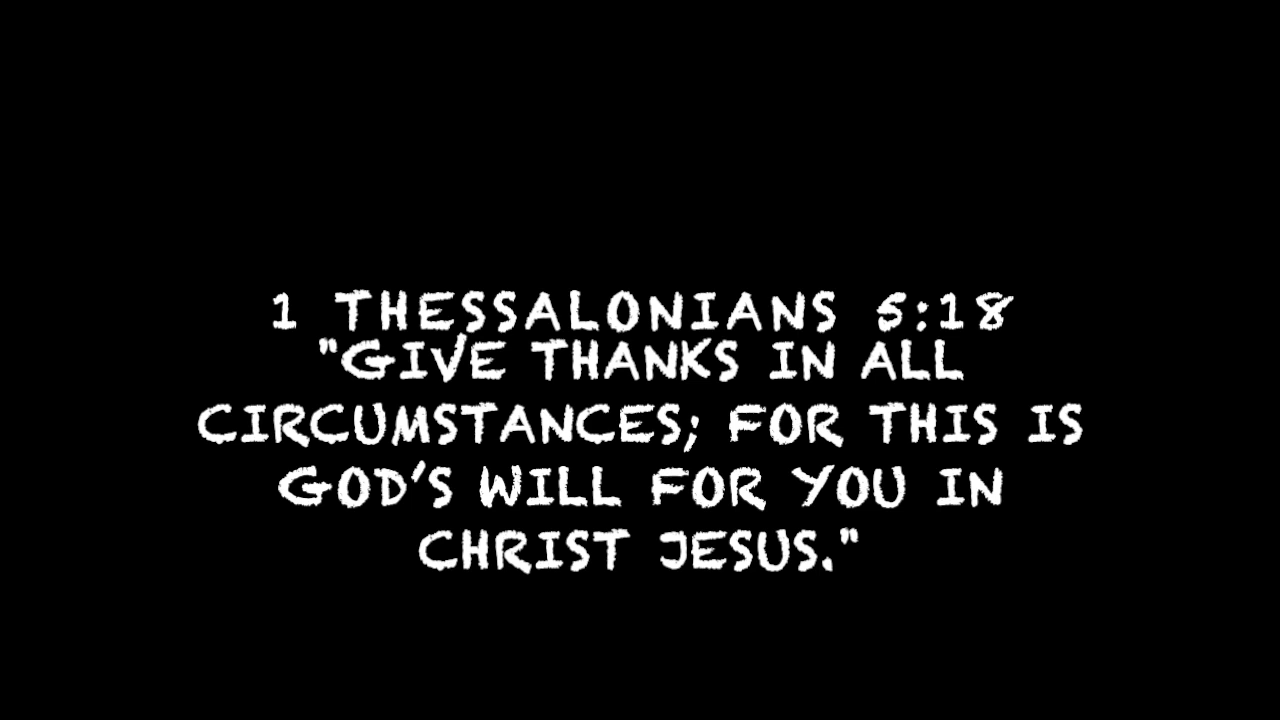 1 THESSALONIANS 5:18
"GIVE THANKS IN ALL
CIRCUMSTANCES; FOR THIS IS
GOD'S WILL FOR YOU IN
CHRIST JESUS."